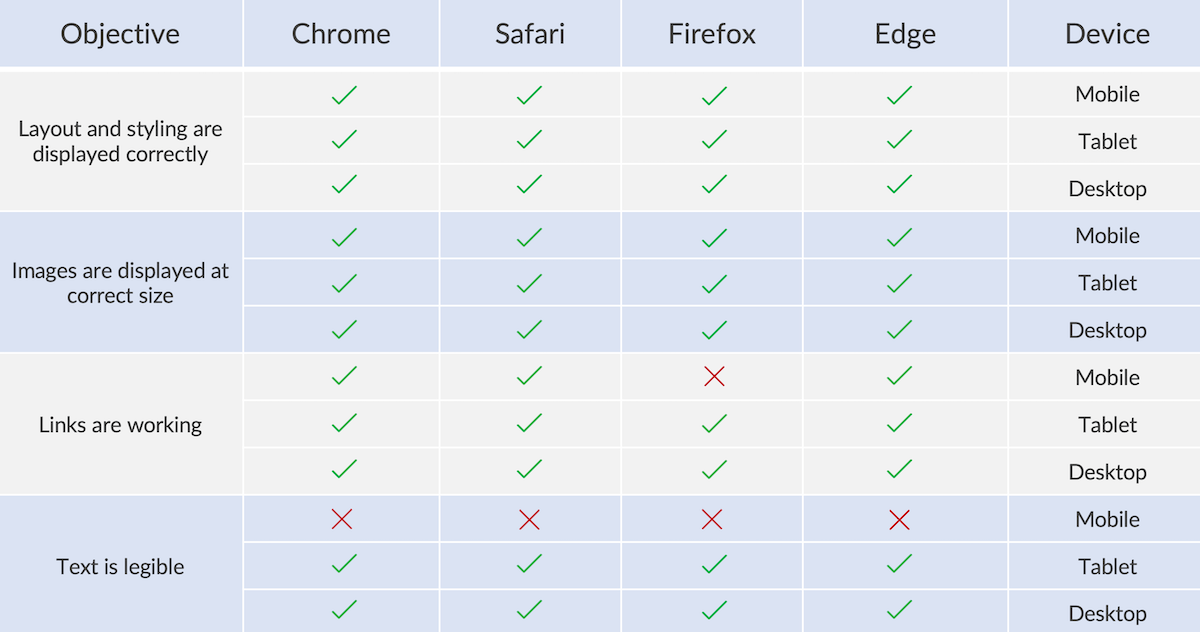 Objective Chrome Safari Firefox Edge Device
Layout and styling are
displayed correctly
Mobile
Tablet
Desktop
Images are displayed at
correct size
Mobile
Tablet
Desktop
Links are working
Mobile
Tablet
Desktop
Text is legible
Mobile
Tablet
Desktop